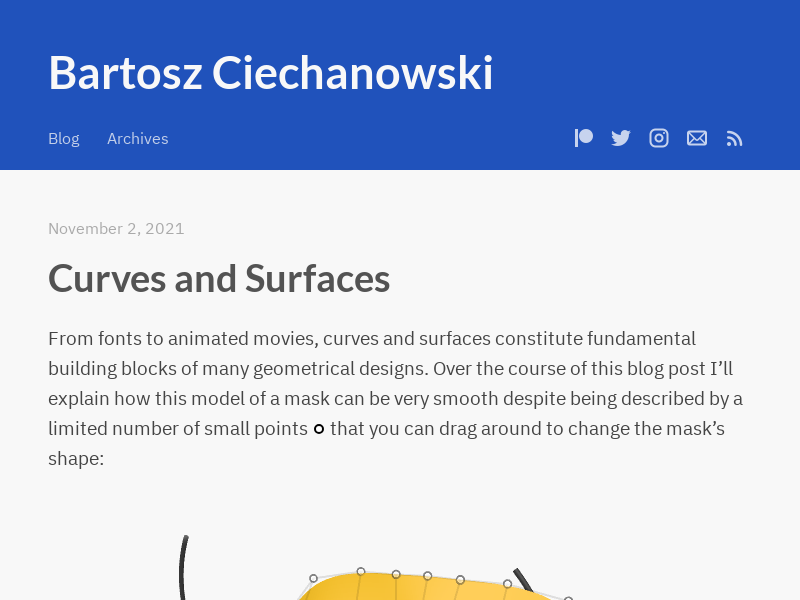 Bartosz Ciechanowski
Blog Archives
November 2, 2021
Curves and Surfaces
From fonts to animated movies, curves and surfaces constitute fundamental
building blocks of many geometrical designs. Over the course of this blog post I’ll
explain how this model of a mask can be very smooth despite being described by a
limited number of small points that you can drag around to change the mask’s
shape: